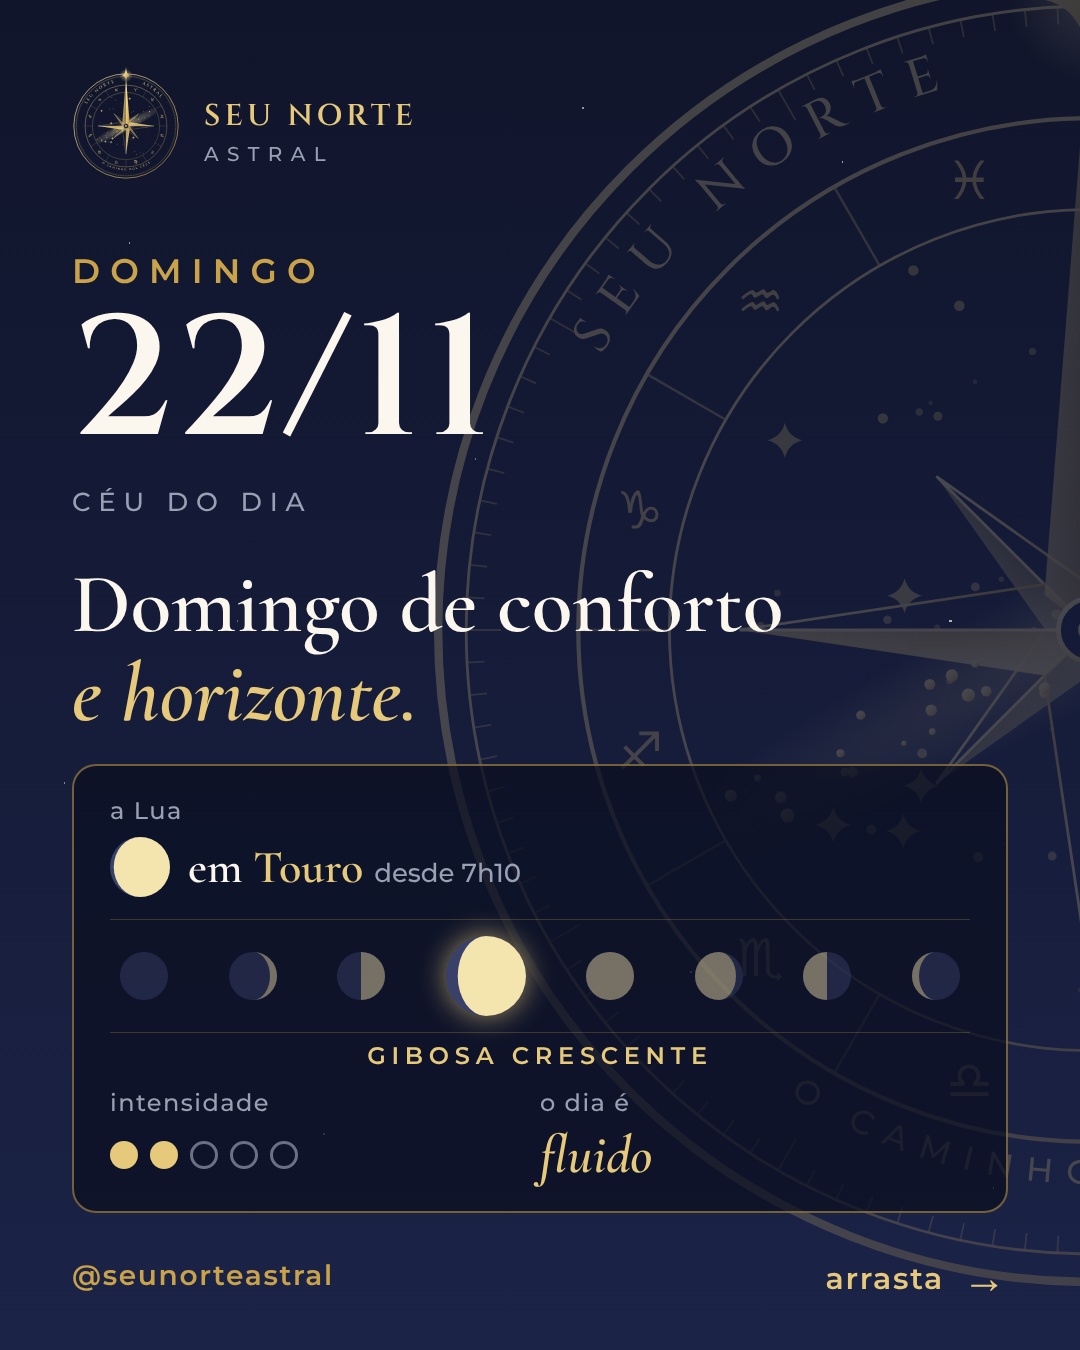 SEU NORTE
ASTRAL
SEU NORTE
DOMINGO
22/11
CÉU DO DIA
Domingo de conforto
e horizonte.
a Lua
em Touro desde 7h10
GIBOSA CRESCENTE
intensidade
o dia é
fluido
O CAMINHO
@seunorteastral
arrasta →